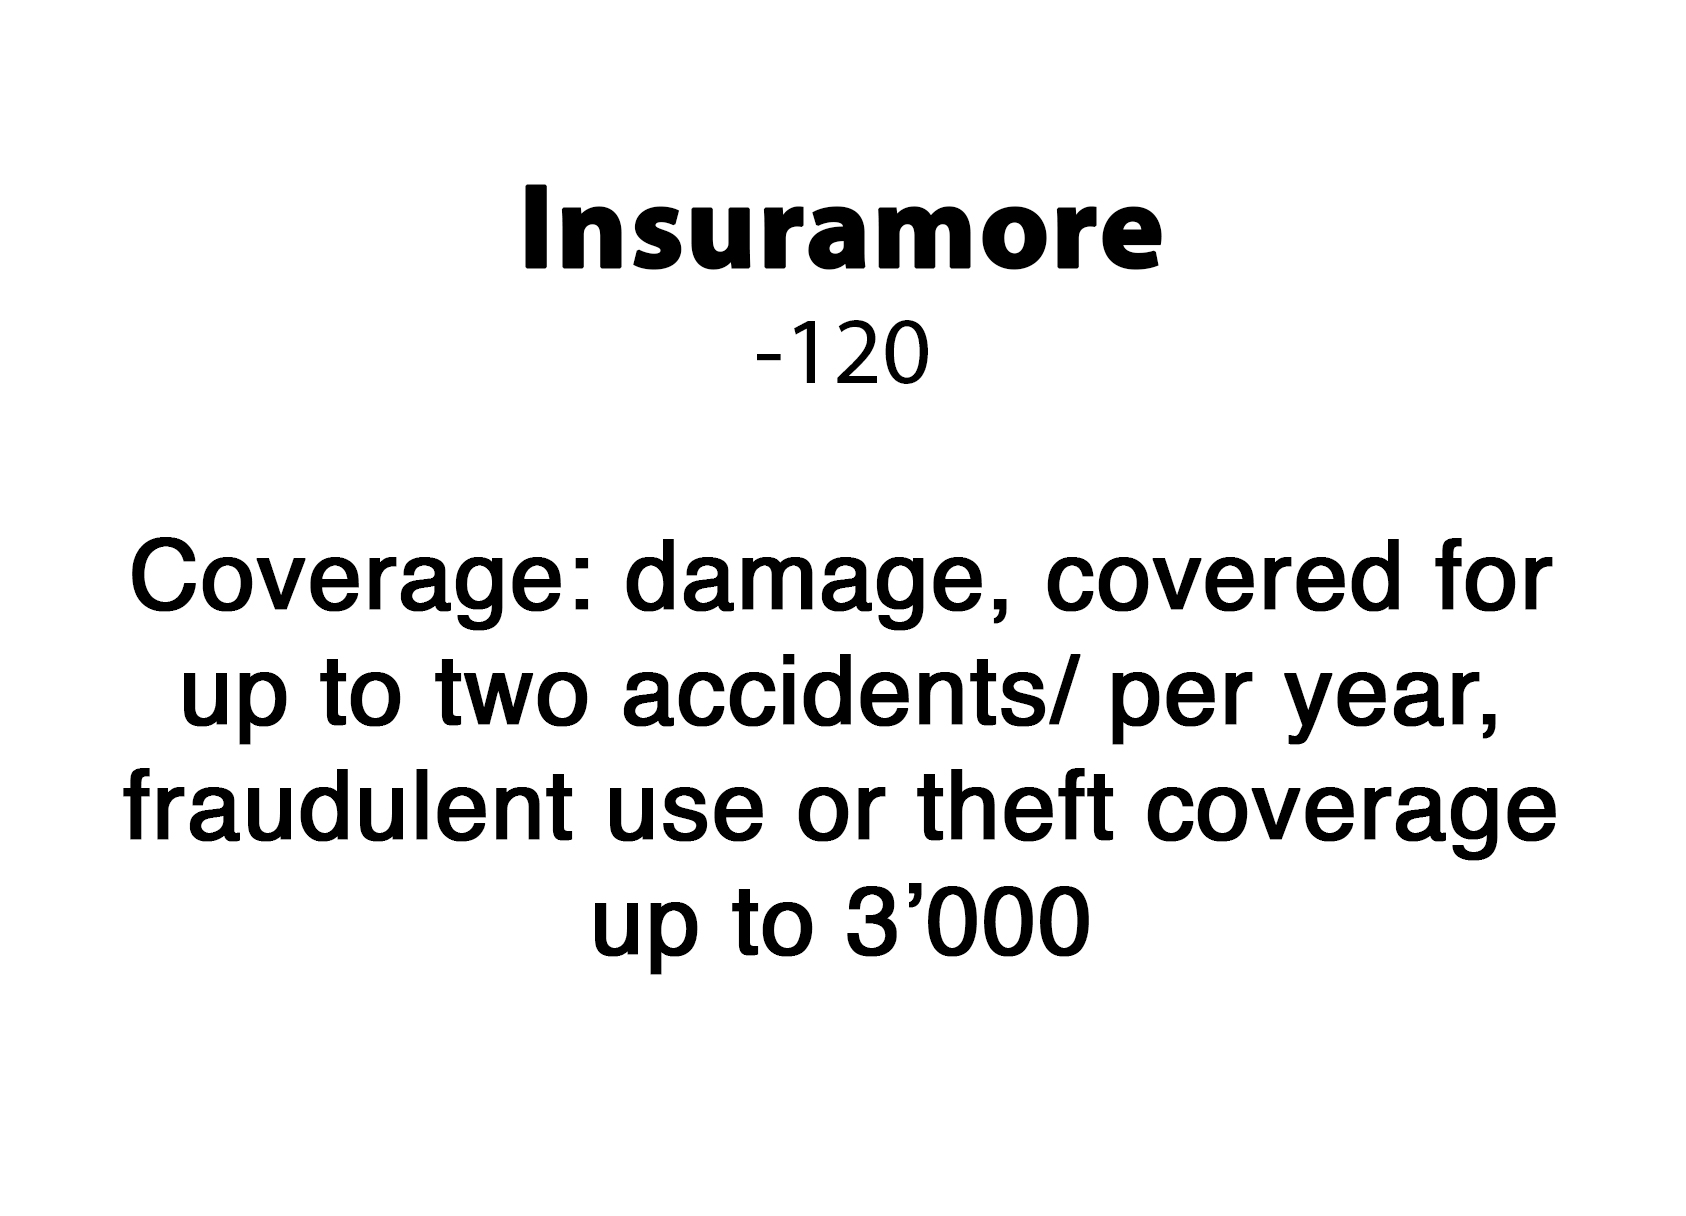 Insuramore
-120
Coverage: damage, covered for
up to two accidents/ per year,
fraudulent use or theft coverage
up to 3’000